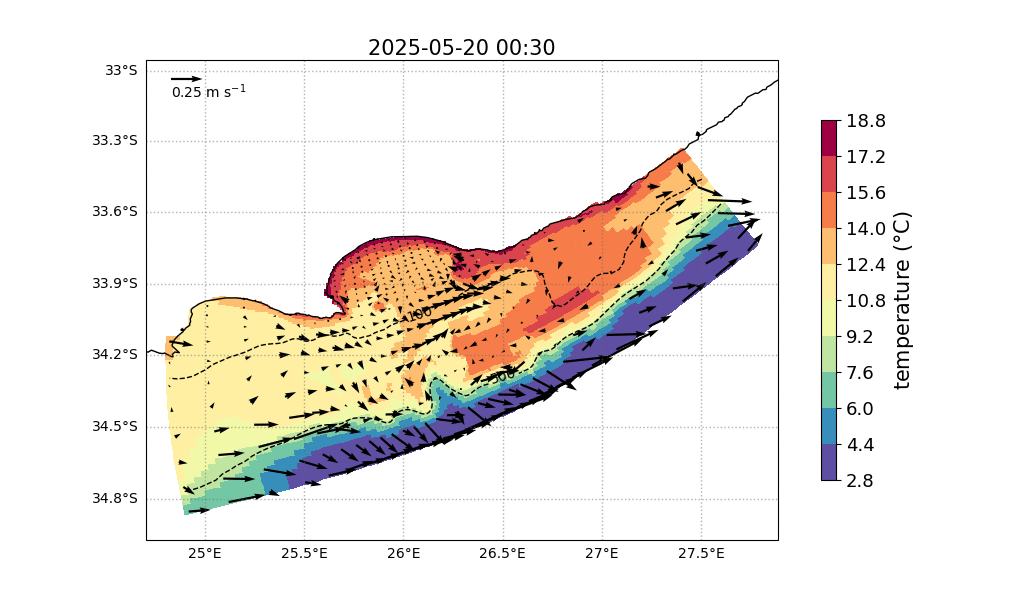 2025-05-20 00:30
0.25 m s⁻¹
33°S
33.3°S
33.6°S
33.9°S
34.2°S
34.5°S
34.8°S
25°E
25.5°E
26°E
26.5°E
27°E
27.5°E
100
500
18.8
17.2
15.6
14.0
12.4
10.8
9.2
7.6
6.0
4.4
2.8
temperature (°C)